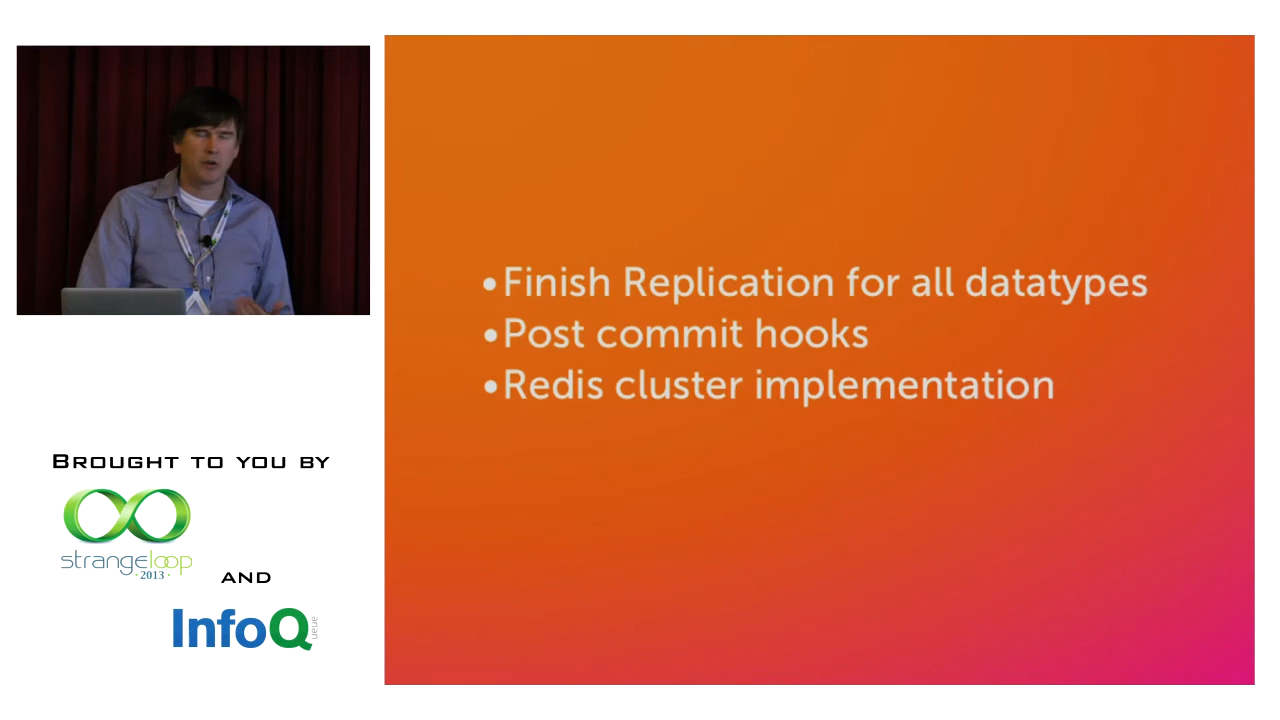 •Finish Replication for all datatypes
•Post commit hooks
•Redis cluster implementation
BROUGHT TO YOU BY
strangeloop
• 2013 •
AND
InfoQ
ueue